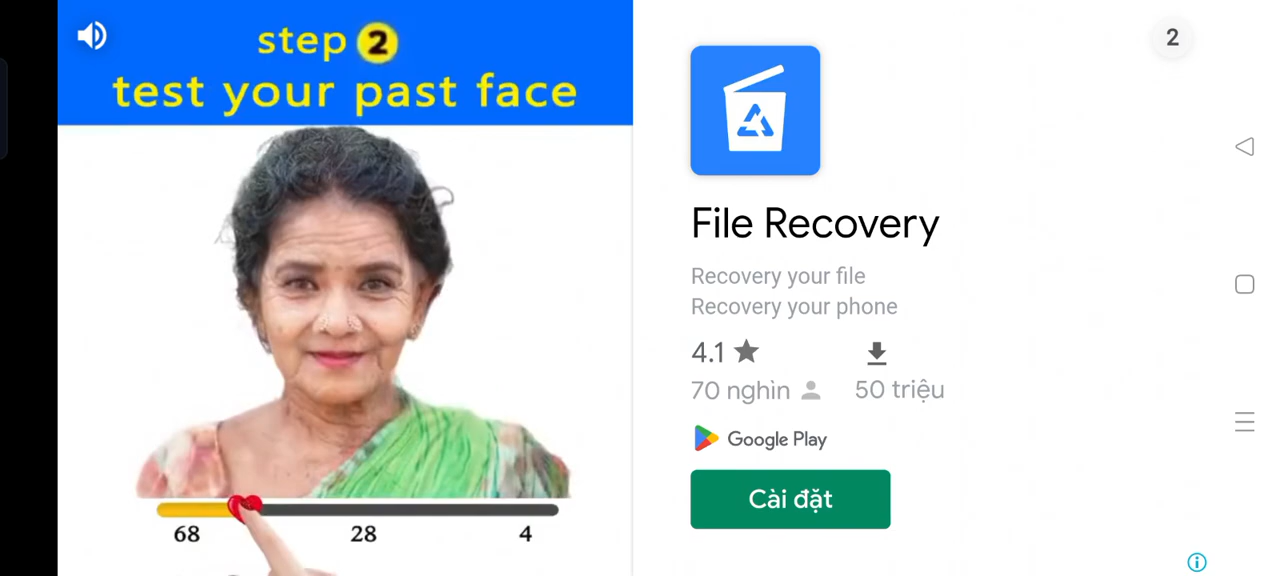 step 2
test your past face
68 28 4
2
File Recovery
Recovery your file
Recovery your phone
4.1
70 nghìn 50 triệu
Google Play
Cài đặt